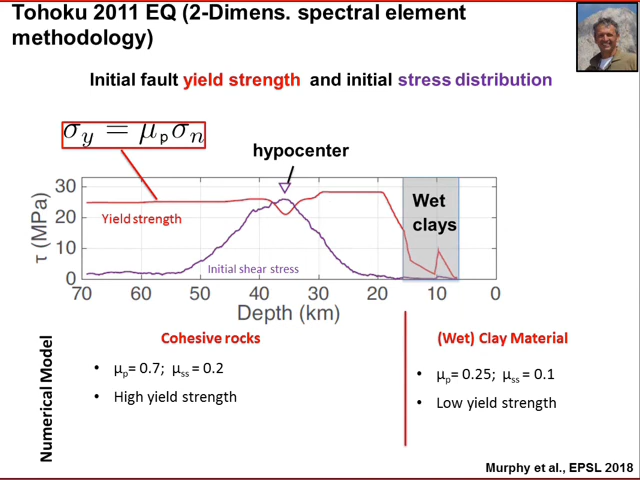 Tohoku 2011 EQ (2-Dimens. spectral element
methodology)
Initial fault yield strength and initial stress distribution
σy = μpσn
hypocenter
30
20
10
0
τ (MPa)
Yield strength
Initial shear stress
Wet
clays
70 60 50 40 30 20 10 0
Depth (km)
Numerical Model
Cohesive rocks
• μp= 0.7; μss = 0.2
• High yield strength
(Wet) Clay Material
• μp= 0.25; μss = 0.1
• Low yield strength
Murphy et al., EPSL 2018